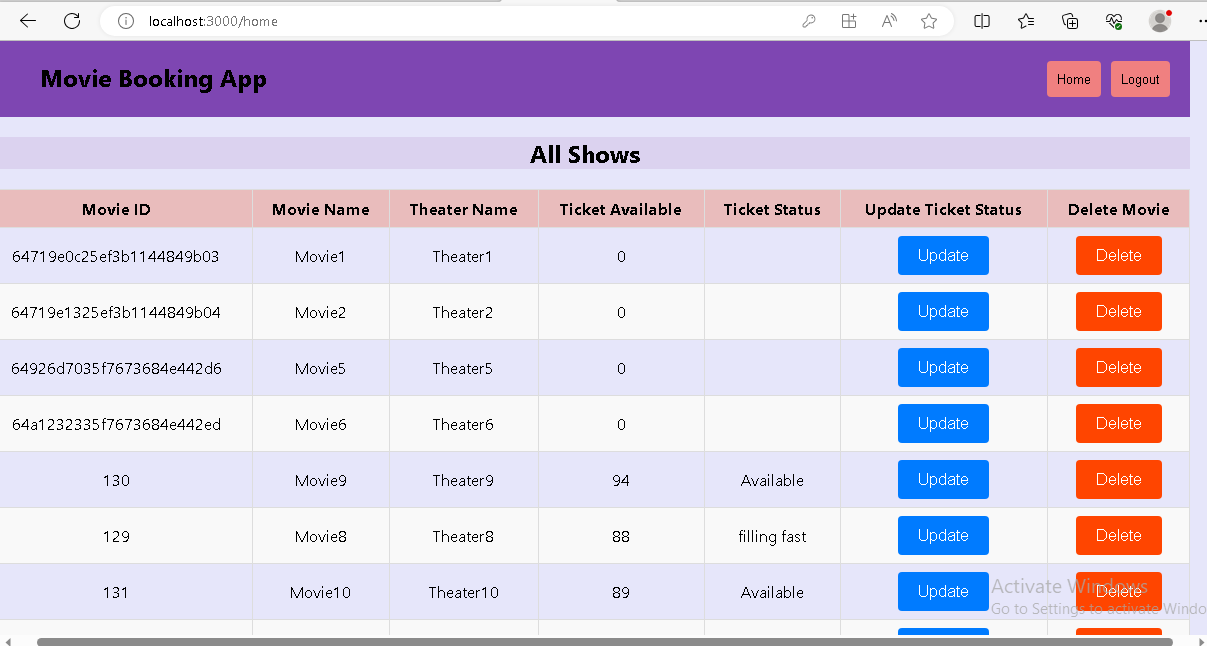 localhost:3000/home
Movie Booking App
Home
Logout
All Shows
Movie ID Movie Name Theater Name Ticket Available Ticket Status Update Ticket Status Delete Movie
64719e0c25ef3b1144849b03 Movie1 Theater1 0 Update Delete
64719e1325ef3b1144849b04 Movie2 Theater2 0 Update Delete
64926d7035f7673684e442d6 Movie5 Theater5 0 Update Delete
64a1232335f7673684e442ed Movie6 Theater6 0 Update Delete
130 Movie9 Theater9 94 Available Update Delete
129 Movie8 Theater8 88 filling fast Update Delete
131 Movie10 Theater10 89 Available Update Delete
Activate Windows
Go to Settings to activate Windo